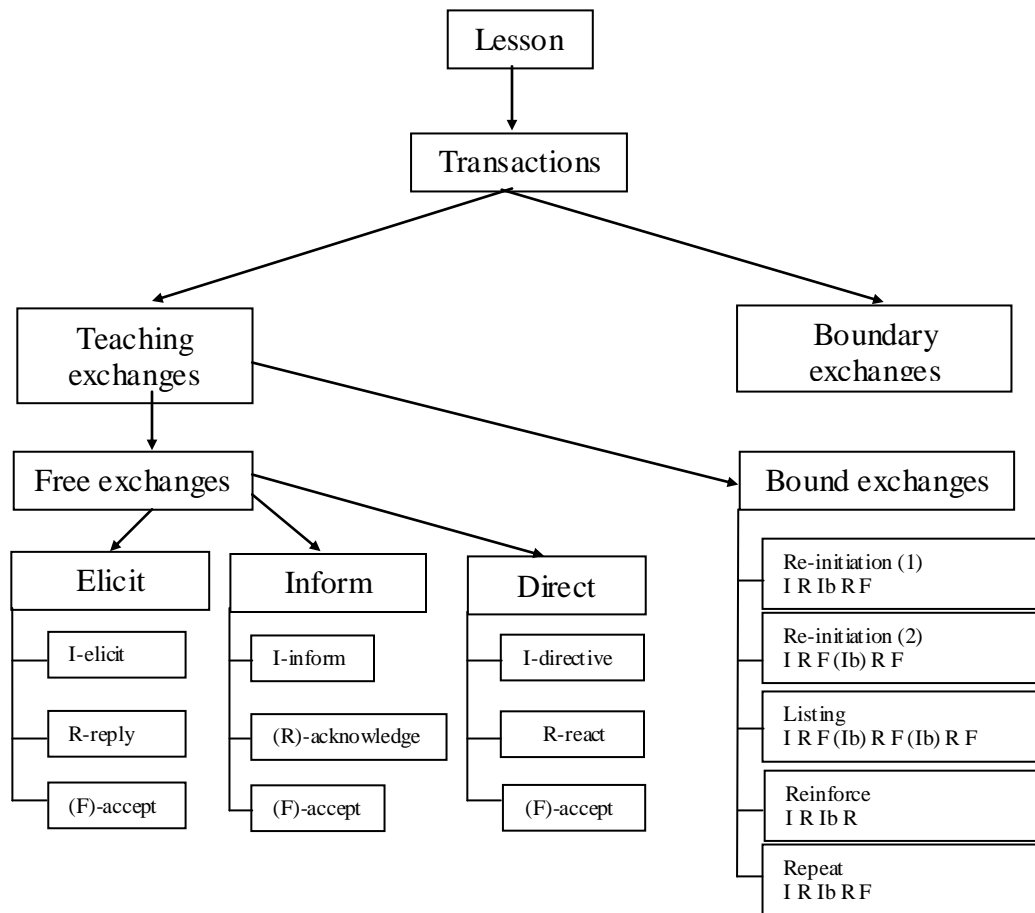 Lesson
Transactions
Teaching
exchanges
Boundary
exchanges
Free exchanges
Bound exchanges
Elicit
Inform
Direct
I-elicit
R-reply
(F)-accept
I-inform
(R)-acknowledge
(F)-accept
I-directive
R-react
(F)-accept
Re-initiation (1)
I R Ib R F
Re-initiation (2)
I R F (Ib) R F
Listing
I R F (Ib) R F (Ib) R F
Reinforce
I R Ib R
Repeat
I R Ib R F